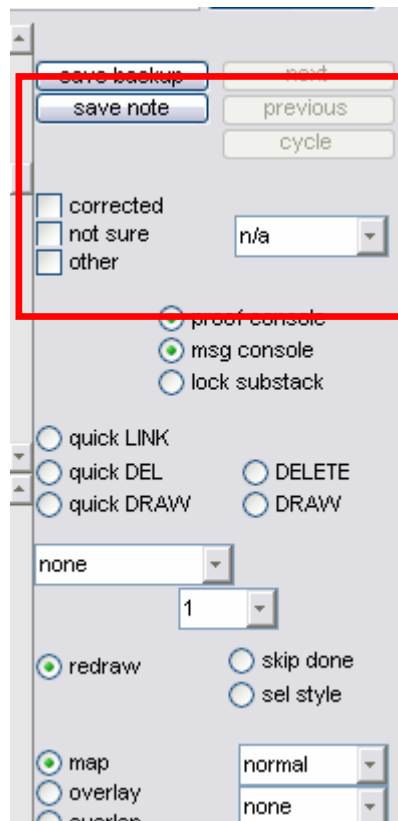 save backup next
save note previous
cycle
corrected
not sure n/a
other
proof console
msg console
lock substack
quick LINK
quick DEL DELETE
quick DRAW DRAW
none
1
redraw skip done
sel style
map normal
overlay
none
overlap